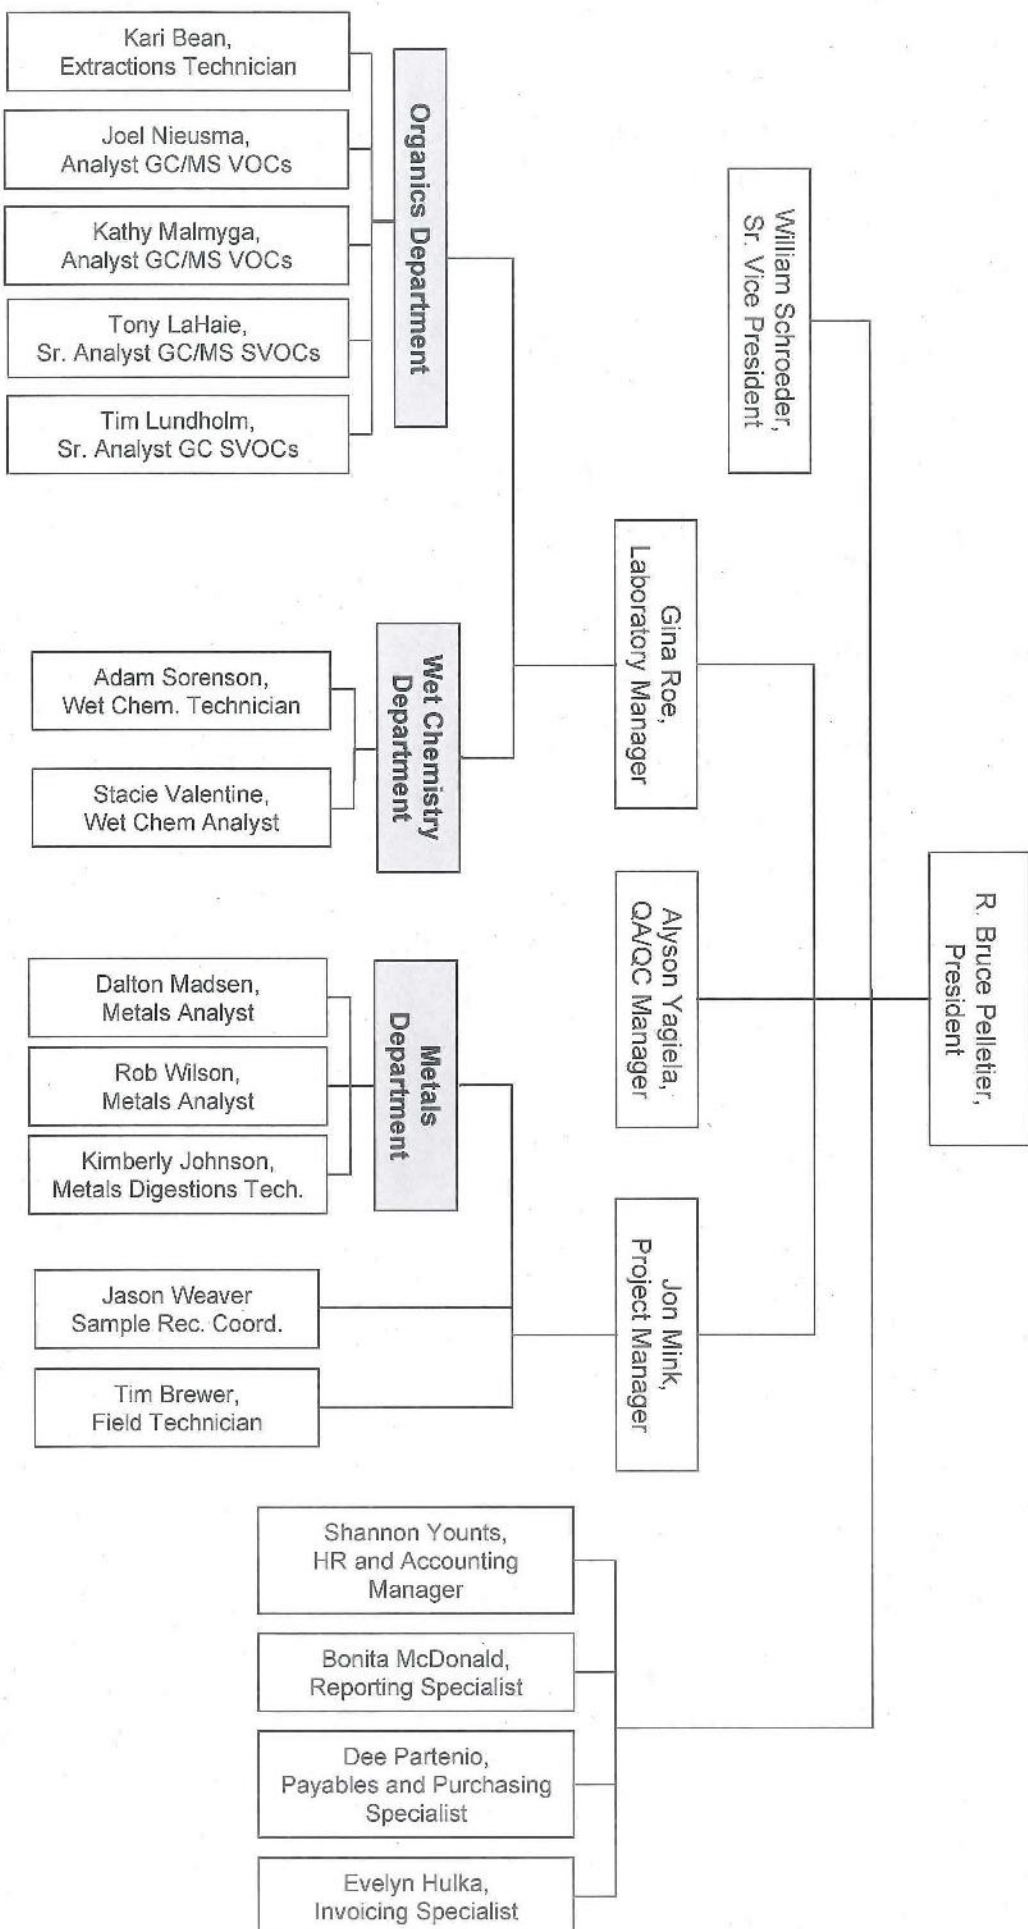 R. Bruce Pelletier,
President
William Schroeder,
Sr. Vice President
Gina Roe,
Laboratory Manager
Alyson Yagiela,
QA/QC Manager
Jon Mink,
Project Manager
Organics Department
Kari Bean,
Extractions Technician
Joel Nieusma,
Analyst GC/MS VOCs
Kathy Malmyga,
Analyst GC/MS VOCs
Tony LaHaie,
Sr. Analyst GC/MS SVOCs
Tim Lundholm,
Sr. Analyst GC SVOCs
Wet Chemistry
Department
Adam Sorenson,
Wet Chem. Technician
Stacie Valentine,
Wet Chem Analyst
Metals
Department
Dalton Madsen,
Metals Analyst
Rob Wilson,
Metals Analyst
Kimberly Johnson,
Metals Digestions Tech.
Jason Weaver
Sample Rec. Coord.
Tim Brewer,
Field Technician
Shannon Younts,
HR and Accounting
Manager
Bonita McDonald,
Reporting Specialist
Dee Partenio,
Payables and Purchasing
Specialist
Evelyn Hulka,
Invoicing Specialist